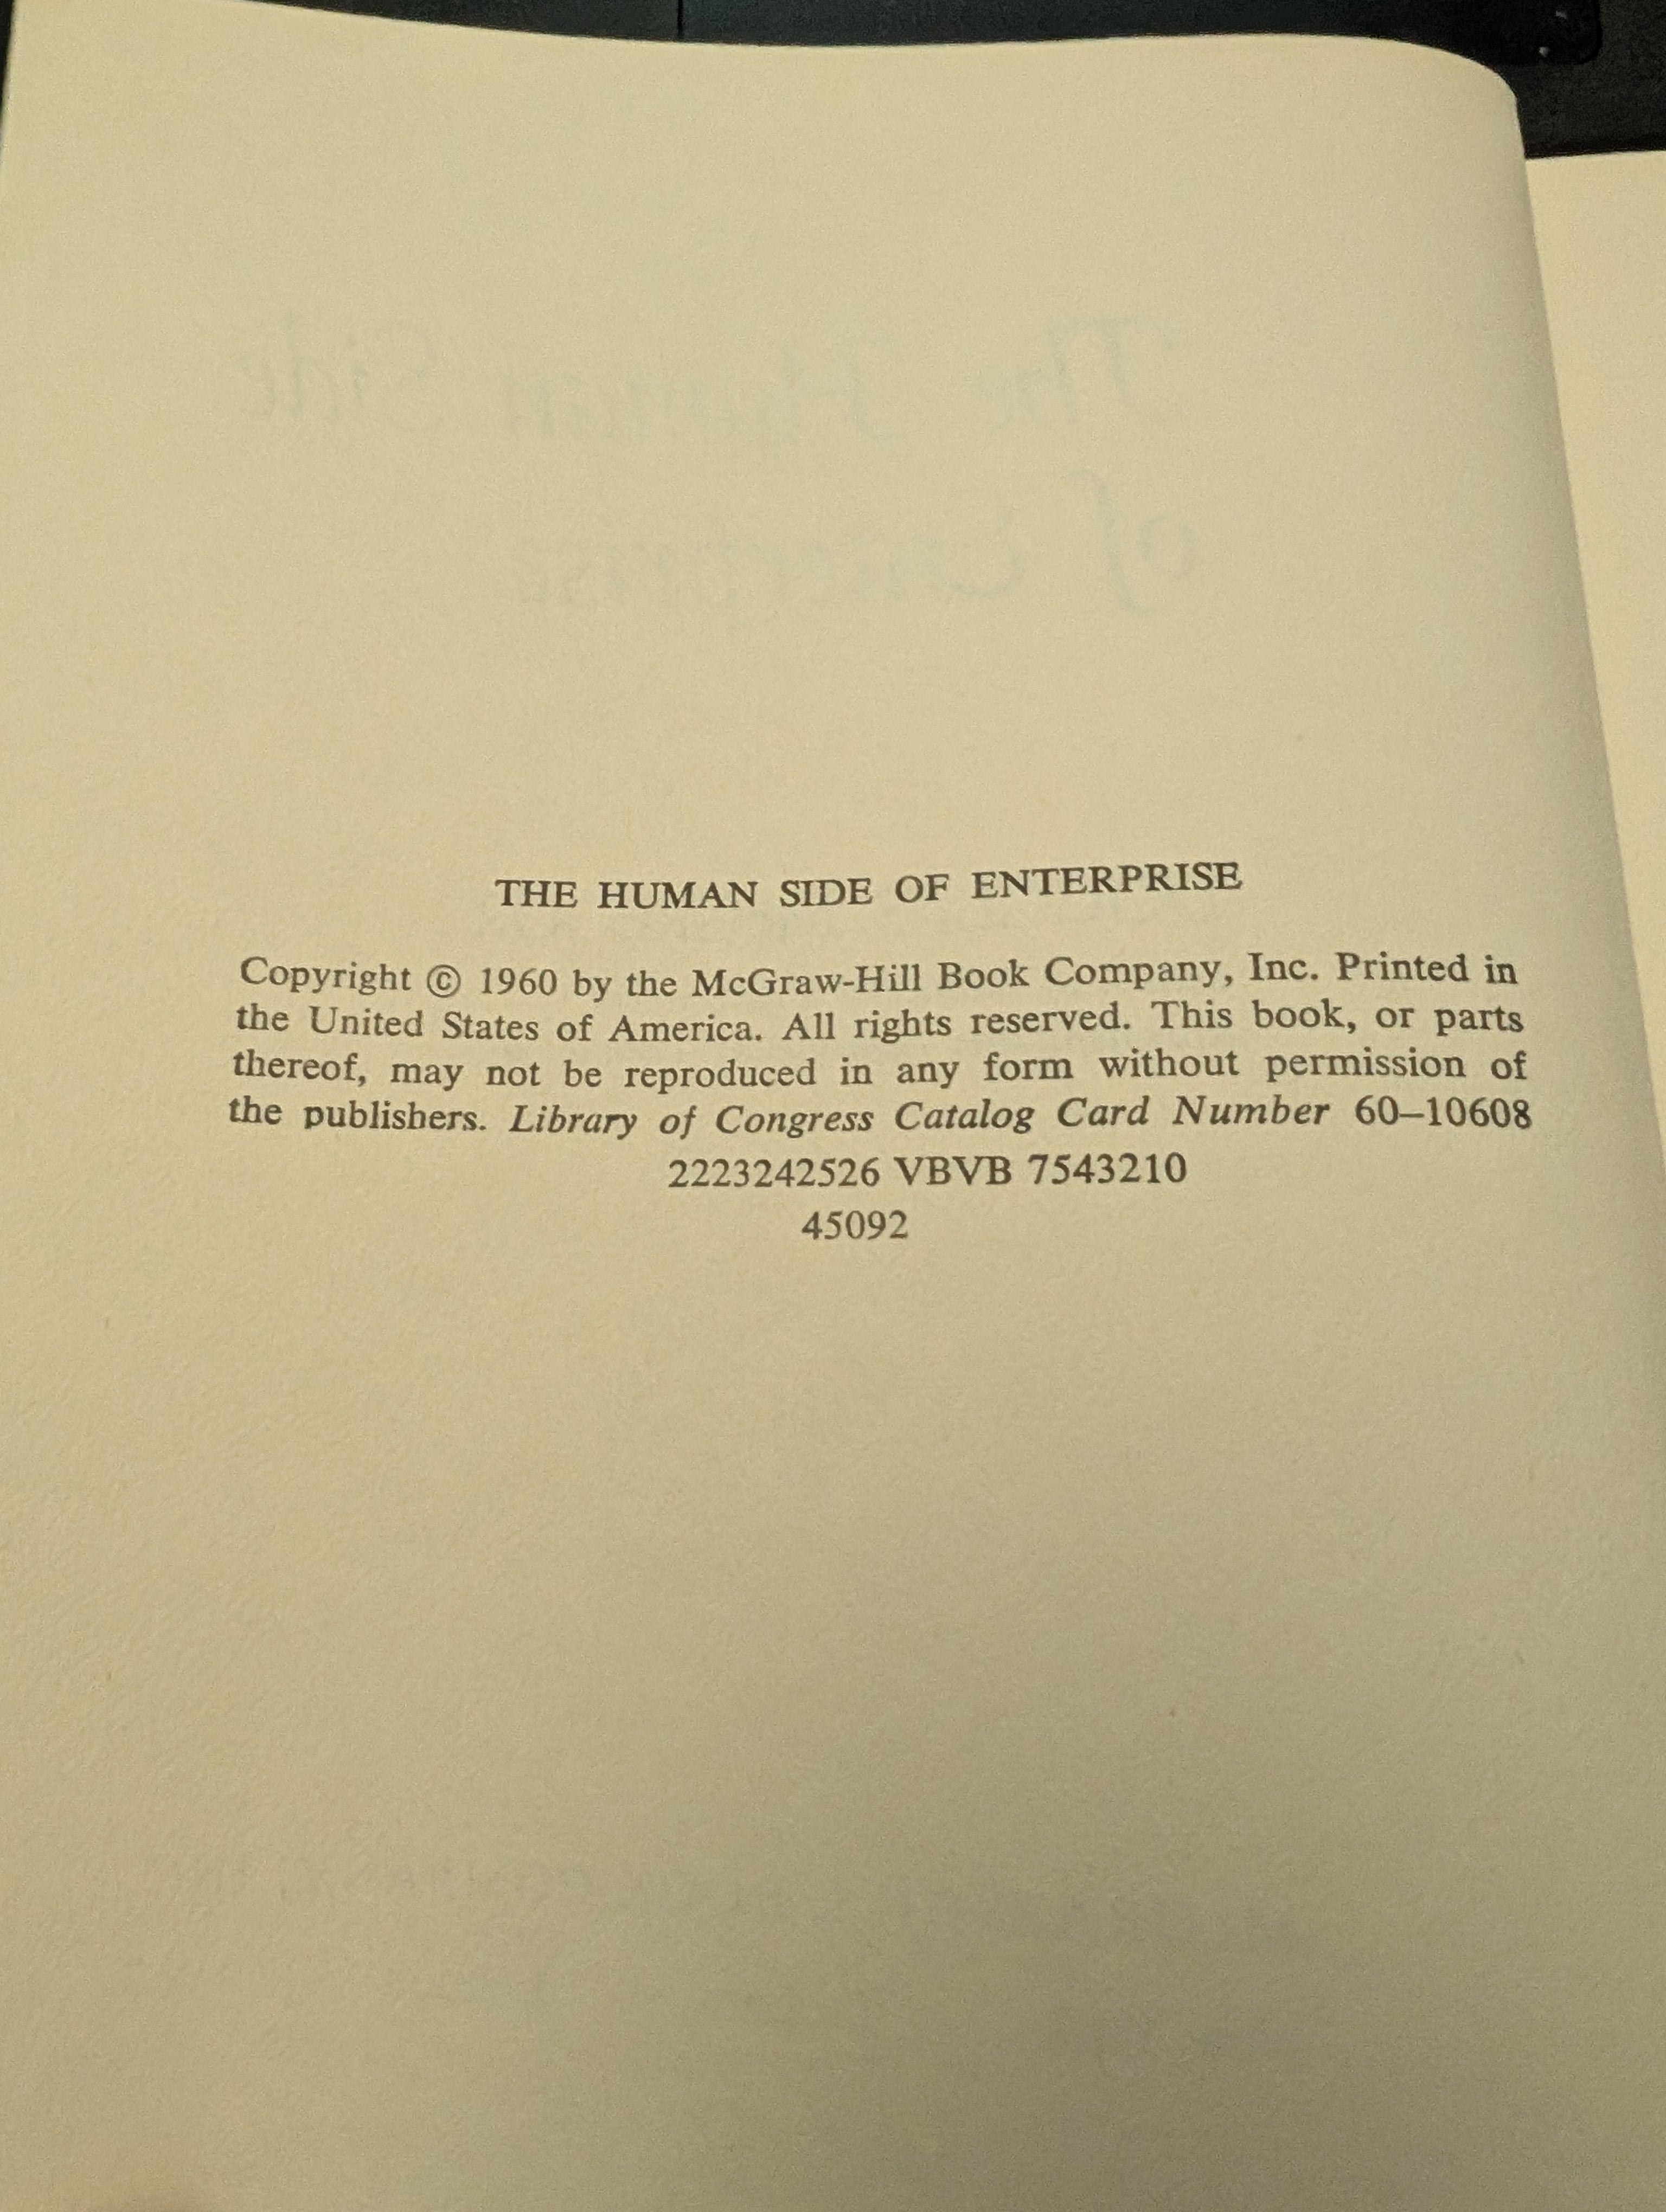 THE HUMAN SIDE OF ENTERPRISE
Copyright © 1960 by the McGraw-Hill Book Company, Inc. Printed in
the United States of America. All rights reserved. This book, or parts
thereof, may not be reproduced in any form without permission of
the publishers. Library of Congress Catalog Card Number 60–10608
2223242526 VBVB 7543210
45092